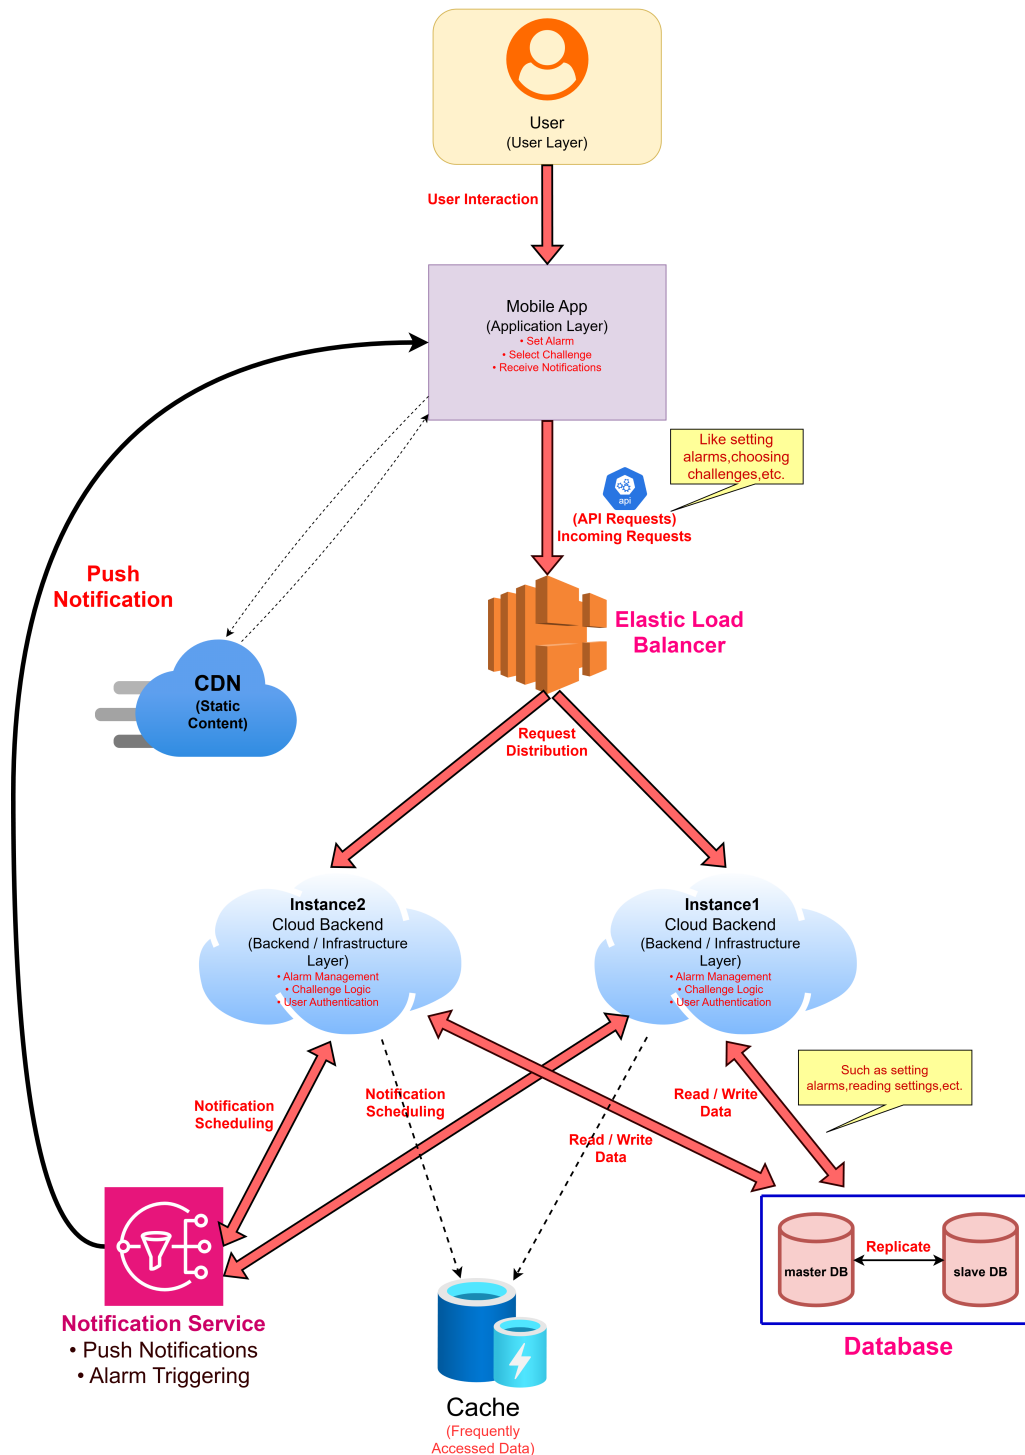 User
(User Layer)
User Interaction
Mobile App
(Application Layer)
• Set Alarm
• Select Challenge
• Receive Notifications
Like setting
alarms,choosing
challenges,etc.
api
(API Requests)
Incoming Requests
Push
Notification
Elastic Load
Balancer
CDN
(Static
Content)
Request
Distribution
Instance2
Cloud Backend
(Backend / Infrastructure
Layer)
• Alarm Management
• Challenge Logic
• User Authentication
Instance1
Cloud Backend
(Backend / Infrastructure
Layer)
• Alarm Management
• Challenge Logic
• User Authentication
Notification
Scheduling
Notification
Scheduling
Read / Write
Data
Read / Write
Data
Such as setting
alarms,reading settings,ect.
master DB
Replicate
slave DB
Database
Notification Service
• Push Notifications
• Alarm Triggering
Cache
(Frequently
Accessed Data)